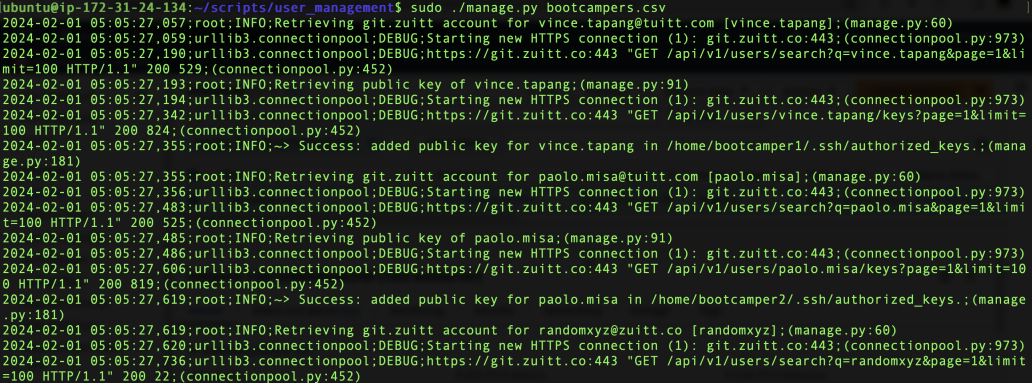 ubuntu@ip-172-31-24-134:~/scripts/user_management$ sudo ./manage.py bootcampers.csv
2024-02-01 05:05:27,057;root;INFO;Retrieving git.zuitt account for vince.tapang@tuitt.com [vince.tapang];(manage.py:60)
2024-02-01 05:05:27,059;urllib3.connectionpool;DEBUG;Starting new HTTPS connection (1): git.zuitt.co:443;(connectionpool.py:973)
2024-02-01 05:05:27,190;urllib3.connectionpool;DEBUG;https://git.zuitt.co:443 "GET /api/v1/users/search?q=vince.tapang&page=1&li
mit=100 HTTP/1.1" 200 529;(connectionpool.py:452)
2024-02-01 05:05:27,193;root;INFO;Retrieving public key of vince.tapang;(manage.py:91)
2024-02-01 05:05:27,194;urllib3.connectionpool;DEBUG;Starting new HTTPS connection (1): git.zuitt.co:443;(connectionpool.py:973)
2024-02-01 05:05:27,342;urllib3.connectionpool;DEBUG;https://git.zuitt.co:443 "GET /api/v1/users/vince.tapang/keys?page=1&limit=
100 HTTP/1.1" 200 824;(connectionpool.py:452)
2024-02-01 05:05:27,355;root;INFO;~> Success: added public key for vince.tapang in /home/bootcamper1/.ssh/authorized_keys.;(mana
ge.py:181)
2024-02-01 05:05:27,355;root;INFO;Retrieving git.zuitt account for paolo.misa@tuitt.com [paolo.misa];(manage.py:60)
2024-02-01 05:05:27,356;urllib3.connectionpool;DEBUG;Starting new HTTPS connection (1): git.zuitt.co:443;(connectionpool.py:973)
2024-02-01 05:05:27,483;urllib3.connectionpool;DEBUG;https://git.zuitt.co:443 "GET /api/v1/users/search?q=paolo.misa&page=1&limi
t=100 HTTP/1.1" 200 525;(connectionpool.py:452)
2024-02-01 05:05:27,485;root;INFO;Retrieving public key of paolo.misa;(manage.py:91)
2024-02-01 05:05:27,486;urllib3.connectionpool;DEBUG;Starting new HTTPS connection (1): git.zuitt.co:443;(connectionpool.py:973)
2024-02-01 05:05:27,606;urllib3.connectionpool;DEBUG;https://git.zuitt.co:443 "GET /api/v1/users/paolo.misa/keys?page=1&limit=10
0 HTTP/1.1" 200 819;(connectionpool.py:452)
2024-02-01 05:05:27,619;root;INFO;~> Success: added public key for paolo.misa in /home/bootcamper2/.ssh/authorized_keys.;(manage
.py:181)
2024-02-01 05:05:27,619;root;INFO;Retrieving git.zuitt account for randomxyz@zuitt.co [randomxyz];(manage.py:60)
2024-02-01 05:05:27,620;urllib3.connectionpool;DEBUG;Starting new HTTPS connection (1): git.zuitt.co:443;(connectionpool.py:973)
2024-02-01 05:05:27,736;urllib3.connectionpool;DEBUG;https://git.zuitt.co:443 "GET /api/v1/users/search?q=randomxyz&page=1&limit
=100 HTTP/1.1" 200 22;(connectionpool.py:452)